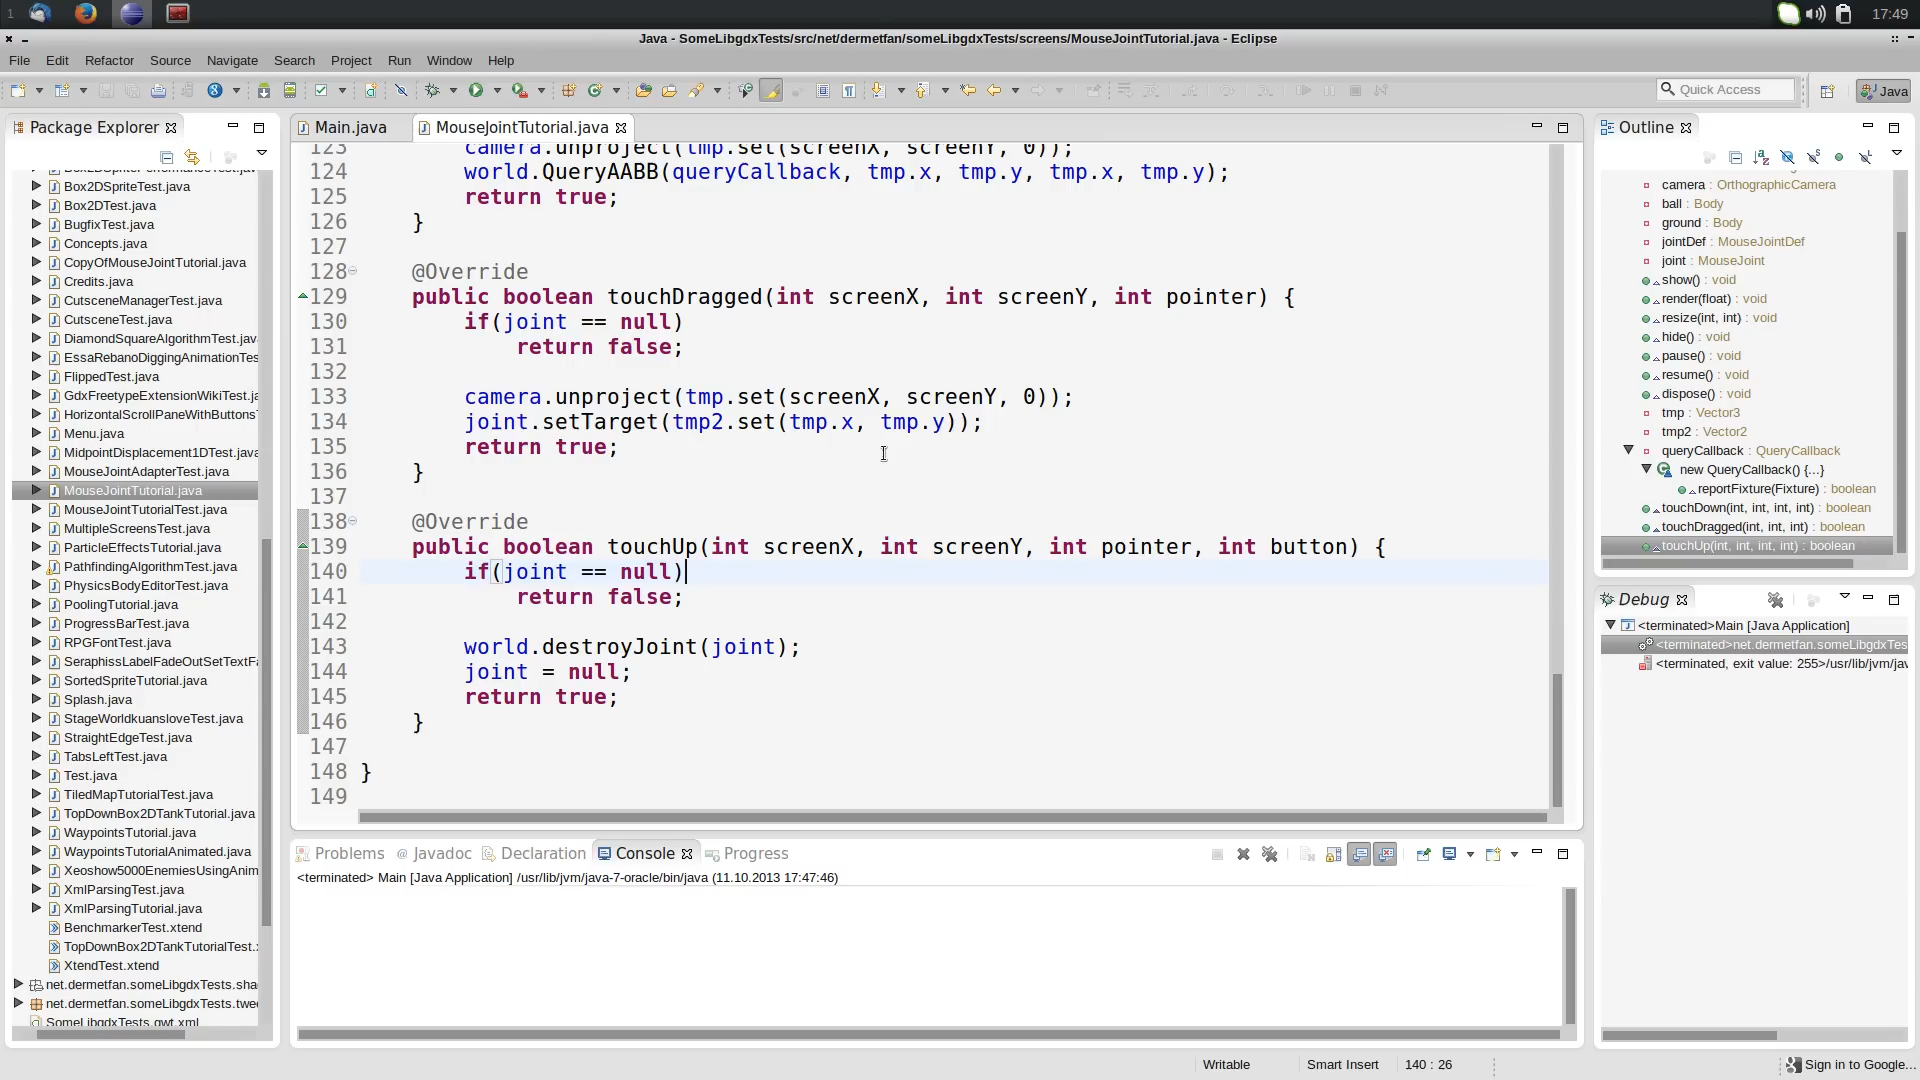 1
17:49
Java - SomeLibgdxTests/src/net/dermetfan/someLibgdxTests/screens/MouseJointTutorial.java - Eclipse
File Edit Refactor Source Navigate Search Project Run Window Help
Quick Access
Java
Package Explorer
Box2DSpriteTest.java
Box2DTest.java
BugfixTest.java
Concepts.java
CopyOfMouseJointTutorial.java
Credits.java
CutsceneManagerTest.java
CutsceneTest.java
DiamondSquareAlgorithmTest.java
EssaRebanoDiggingAnimationTes
FlippedTest.java
GdxFreetypeExtensionWikiTest.ja
HorizontalScrollPaneWithButtons
Menu.java
MidpointDisplacement1DTest.java
MouseJointAdapterTest.java
MouseJointTutorial.java
MouseJointTutorialTest.java
MultipleScreensTest.java
ParticleEffectsTutorial.java
PathfindingAlgorithmTest.java
PhysicsBodyEditorTest.java
PoolingTutorial.java
ProgressBarTest.java
RPGFontTest.java
SeraphissLabelFadeOutSetTextFa
SortedSpriteTutorial.java
Splash.java
StageWorldkuansloveTest.java
StraightEdgeTest.java
TabsLeftTest.java
Test.java
TiledMapTutorialTest.java
TopDownBox2DTankTutorial.java
WaypointsTutorial.java
WaypointsTutorialAnimated.java
Xeoshow5000EnemiesUsingAnim
XmlParsingTest.java
XmlParsingTutorial.java
BenchmarkerTest.xtend
TopDownBox2DTankTutorialTest.x
XtendTest.xtend
net.dermetfan.someLibgdxTests.sha
net.dermetfan.someLibgdxTests.twe
SomeLibgdxTests.gwt.xml
Main.java
MouseJointTutorial.java
123 camera.unproject(tmp.set(screenX, screenY, 0));
124 world.QueryAABB(queryCallback, tmp.x, tmp.y, tmp.x, tmp.y);
125 return true;
126 }
127
128 @Override
129 public boolean touchDragged(int screenX, int screenY, int pointer) {
130 if(joint == null)
131 return false;
132
133 camera.unproject(tmp.set(screenX, screenY, 0));
134 joint.setTarget(tmp2.set(tmp.x, tmp.y));
135 return true;
136 }
137
138 @Override
139 public boolean touchUp(int screenX, int screenY, int pointer, int button) {
140 if(joint == null)
141 return false;
142
143 world.destroyJoint(joint);
144 joint = null;
145 return true;
146 }
147
148 }
149
Problems Javadoc Declaration Console Progress
<terminated> Main [Java Application] /usr/lib/jvm/java-7-oracle/bin/java (11.10.2013 17:47:46)
Outline
camera : OrthographicCamera
ball : Body
ground : Body
jointDef : MouseJointDef
joint : MouseJoint
show() : void
render(float) : void
resize(int, int) : void
hide() : void
pause() : void
resume() : void
dispose() : void
tmp : Vector3
tmp2 : Vector2
queryCallback : QueryCallback
new QueryCallback() {...}
reportFixture(Fixture) : boolean
touchDown(int, int, int, int) : boolean
touchDragged(int, int, int) : boolean
touchUp(int, int, int, int) : boolean
Debug
<terminated>Main [Java Application]
<terminated>net.dermetfan.someLibgdxTes
<terminated, exit value: 255>/usr/lib/jvm/jav
Writable Smart Insert 140 : 26
Sign in to Google...